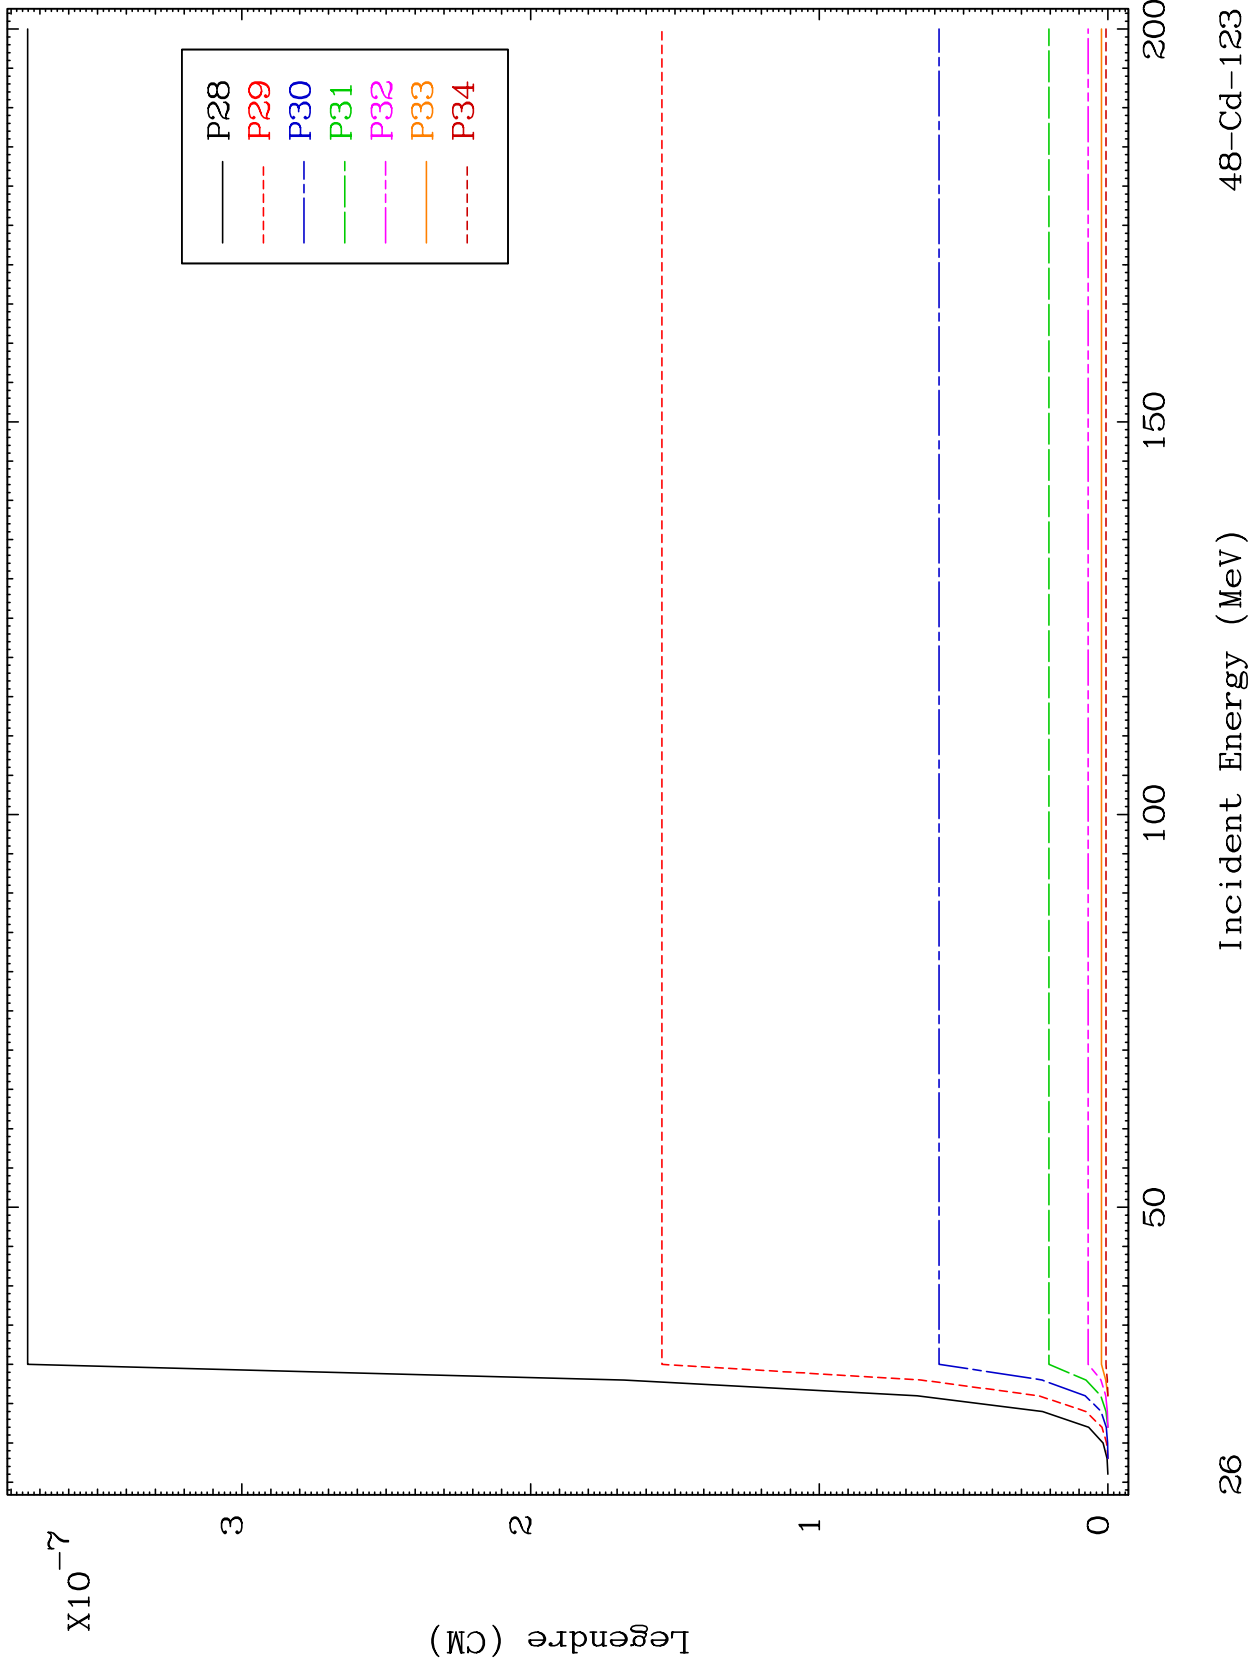 X10⁻⁷
3
2
1
0
Legendre (CM)
P28
P29
P30
P31
P32
P33
P34
50
100
150
200
Incident Energy (MeV)
26
48-Cd-123